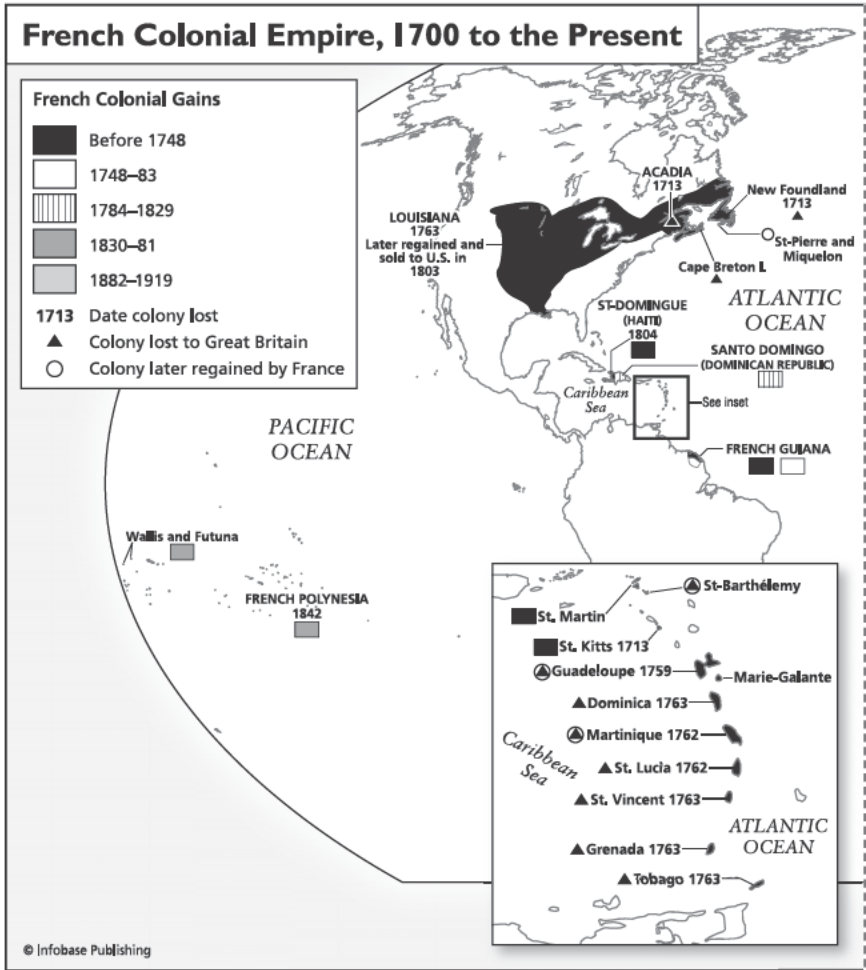 French Colonial Empire, 1700 to the Present
French Colonial Gains
Before 1748
1748–83
1784–1829
1830–81
1882–1919
1713 Date colony lost
Colony lost to Great Britain
Colony later regained by France
ACADIA
1713
New Foundland
1713
LOUISIANA
1763
Later regained and
sold to U.S. in
1803
St-Pierre and
Miquelon
Cape Breton I.
ATLANTIC
OCEAN
ST-DOMINGUE
(HAITI)
1804
SANTO DOMINGO
(DOMINICAN REPUBLIC)
Caribbean
Sea
See inset
PACIFIC
OCEAN
FRENCH GUIANA
Wallis and Futuna
FRENCH POLYNESIA
1842
St-Barthélemy
St. Martin
St. Kitts 1713
Guadeloupe 1759
Marie-Galante
Dominica 1763
Martinique 1762
Caribbean
Sea
St. Lucia 1762
St. Vincent 1763
ATLANTIC
OCEAN
Grenada 1763
Tobago 1763
© Infobase Publishing